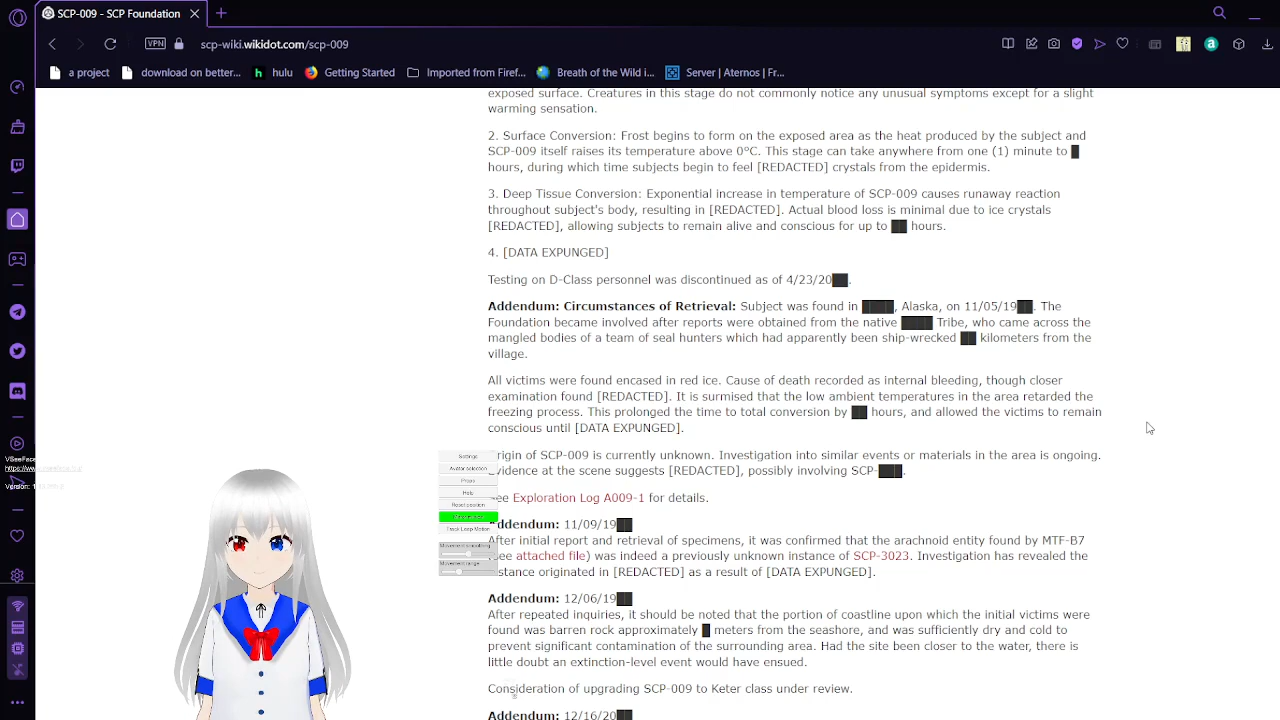 SCP-009 - SCP Foundation
VPN
scp-wiki.wikidot.com/scp-009
a project
download on better...
hulu
Getting Started
Imported from Firef...
Breath of the Wild i...
Server | Aternos | Fr...
exposed surface. Creatures in this stage do not commonly notice any unusual symptoms except for a slight
warming sensation.
2. Surface Conversion: Frost begins to form on the exposed area as the heat produced by the subject and
SCP-009 itself raises its temperature above 0°C. This stage can take anywhere from one (1) minute to █
hours, during which time subjects begin to feel [REDACTED] crystals from the epidermis.
3. Deep Tissue Conversion: Exponential increase in temperature of SCP-009 causes runaway reaction
throughout subject's body, resulting in [REDACTED]. Actual blood loss is minimal due to ice crystals
[REDACTED], allowing subjects to remain alive and conscious for up to ██ hours.
4. [DATA EXPUNGED]
Testing on D-Class personnel was discontinued as of 4/23/20██.
Addendum: Circumstances of Retrieval: Subject was found in ████, Alaska, on 11/05/19██. The
Foundation became involved after reports were obtained from the native ████ Tribe, who came across the
mangled bodies of a team of seal hunters which had apparently been ship-wrecked ██ kilometers from the
village.
All victims were found encased in red ice. Cause of death recorded as internal bleeding, though closer
examination found [REDACTED]. It is surmised that the low ambient temperatures in the area retarded the
freezing process. This prolonged the time to total conversion by ██ hours, and allowed the victims to remain
conscious until [DATA EXPUNGED].
rigin of SCP-009 is currently unknown. Investigation into similar events or materials in the area is ongoing.
vidence at the scene suggests [REDACTED], possibly involving SCP-███.
ee Exploration Log A009-1 for details.
ddendum: 11/09/19██
After initial report and retrieval of specimens, it was confirmed that the arachnoid entity found by MTF-B7
see attached file) was indeed a previously unknown instance of SCP-3023. Investigation has revealed the
stance originated in [REDACTED] as a result of [DATA EXPUNGED].
Addendum: 12/06/19██
After repeated inquiries, it should be noted that the portion of coastline upon which the initial victims were
found was barren rock approximately █ meters from the seashore, and was sufficiently dry and cold to
prevent significant contamination of the surrounding area. Had the site been closer to the water, there is
little doubt an extinction-level event would have ensued.
Consideration of upgrading SCP-009 to Keter class under review.
Addendum: 12/16/20██
VSeeFace
Settings
Avatar selection
Help
Reset position
Track Loop Motion
Movement smoothing
Movement range